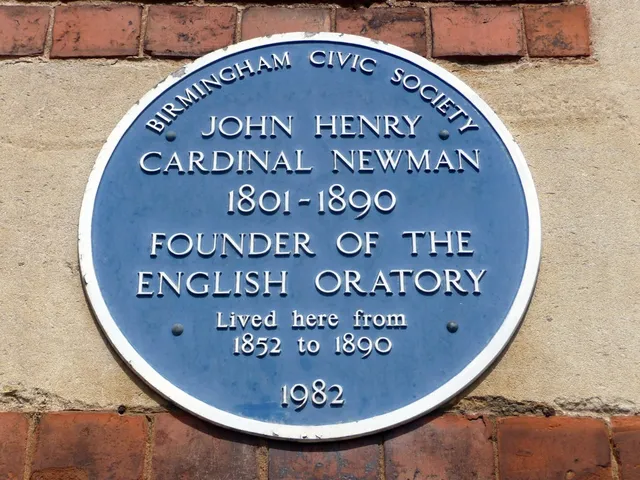 BIRMINGHAM CIVIC SOCIETY
JOHN HENRY
CARDINAL NEWMAN
1801-1890
FOUNDER OF THE
ENGLISH ORATORY
Lived here from
1852 to 1890
1982